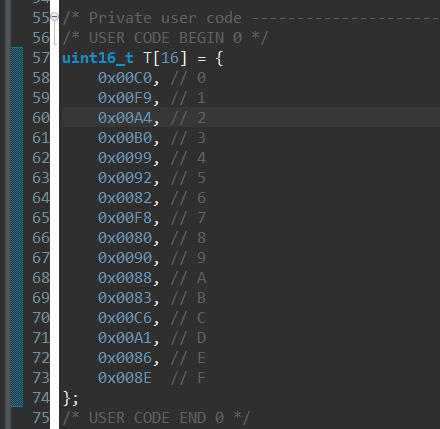 55 /* Private user code ---------------------
56 /* USER CODE BEGIN 0 */
57 uint16_t T[16] = {
58     0x00C0, // 0
59     0x00F9, // 1
60     0x00A4, // 2
61     0x00B0, // 3
62     0x0099, // 4
63     0x0092, // 5
64     0x0082, // 6
65     0x00F8, // 7
66     0x0080, // 8
67     0x0090, // 9
68     0x0088, // A
69     0x0083, // B
70     0x00C6, // C
71     0x00A1, // D
72     0x0086, // E
73     0x008E  // F
74 };
75 /* USER CODE END 0 */